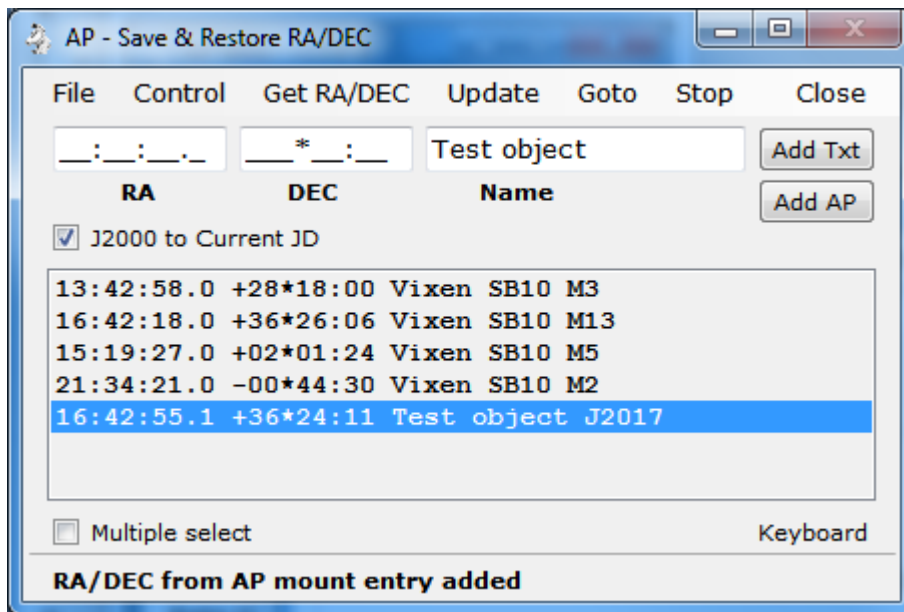 AP - Save & Restore RA/DEC
File Control Get RA/DEC Update Goto Stop Close
__:__:__._ ___*__:__ Test object Add Txt
RA DEC Name Add AP
J2000 to Current JD
13:42:58.0 +28*18:00 Vixen SB10 M3
16:42:18.0 +36*26:06 Vixen SB10 M13
15:19:27.0 +02*01:24 Vixen SB10 M5
21:34:21.0 -00*44:30 Vixen SB10 M2
16:42:55.1 +36*24:11 Test object J2017
Multiple select Keyboard
RA/DEC from AP mount entry added